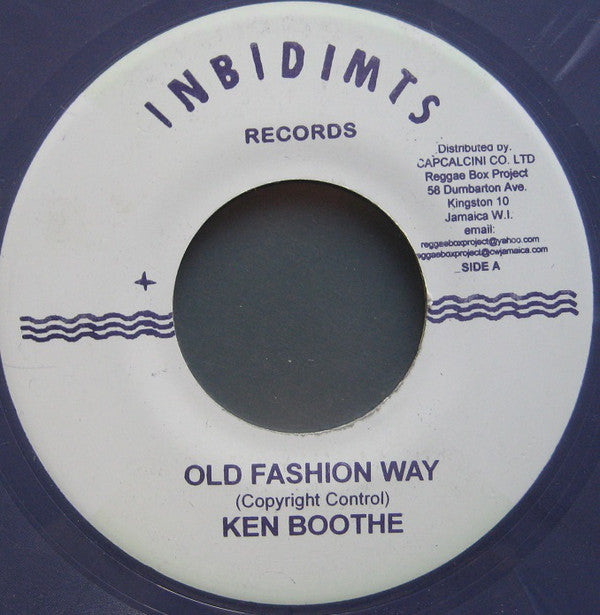 INBIDIMTS
RECORDS
Distributed by.
CAPCALCINI CO. LTD
Reggae Box Project
58 Dumbarton Ave.
Kingston 10
Jamaica W.I.
email:
reggaeboxproject@yahoo.com
eggaeboxproject@cwjamaica.com
SIDE A
OLD FASHION WAY
(Copyright Control)
KEN BOOTHE